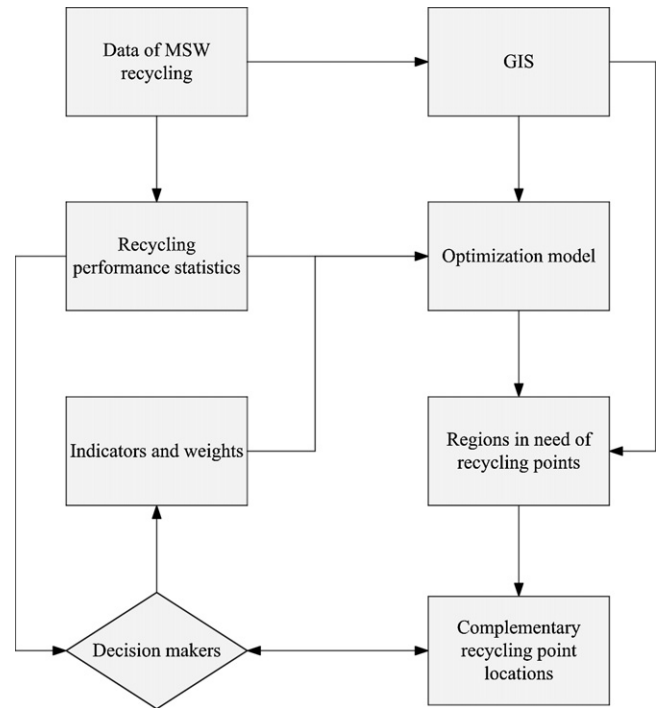 Data of MSW
recycling
GIS
Recycling
performance statistics
Optimization model
Indicators and weights
Regions in need of
recycling points
Decision makers
Complementary
recycling point
locations